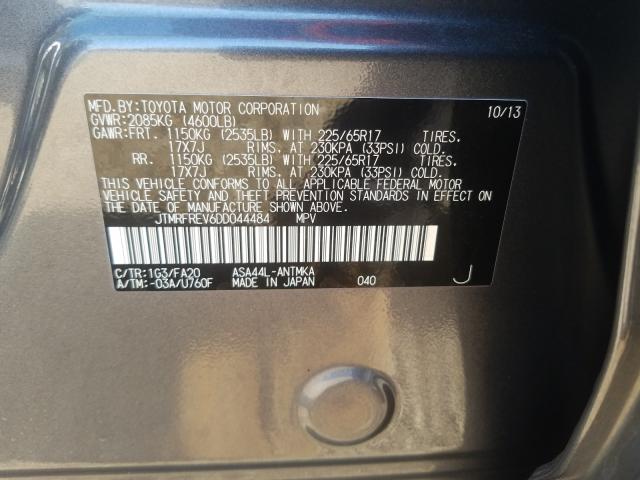 MFD.BY:TOYOTA MOTOR CORPORATION 10/13
GVWR:2085KG (4600LB)
GAWR:FRT. 1150KG (2535LB) WITH 225/65R17 TIRES.
17X7J RIMS, AT 230KPA (33PSI) COLD.
RR. 1150KG (2535LB) WITH 225/65R17 TIRES.
17X7J RIMS, AT 230KPA (33PSI) COLD.
THIS VEHICLE CONFORMS TO ALL APPLICABLE FEDERAL MOTOR
VEHICLE SAFETY AND THEFT PREVENTION STANDARDS IN EFFECT ON
THE DATE OF MANUFACTURE SHOWN ABOVE.
JTMRFREV6DD044484 MPV
C/TR:1G3/FA20 ASA44L-ANTMKA
A/TM:-03A/U760F MADE IN JAPAN 040 J